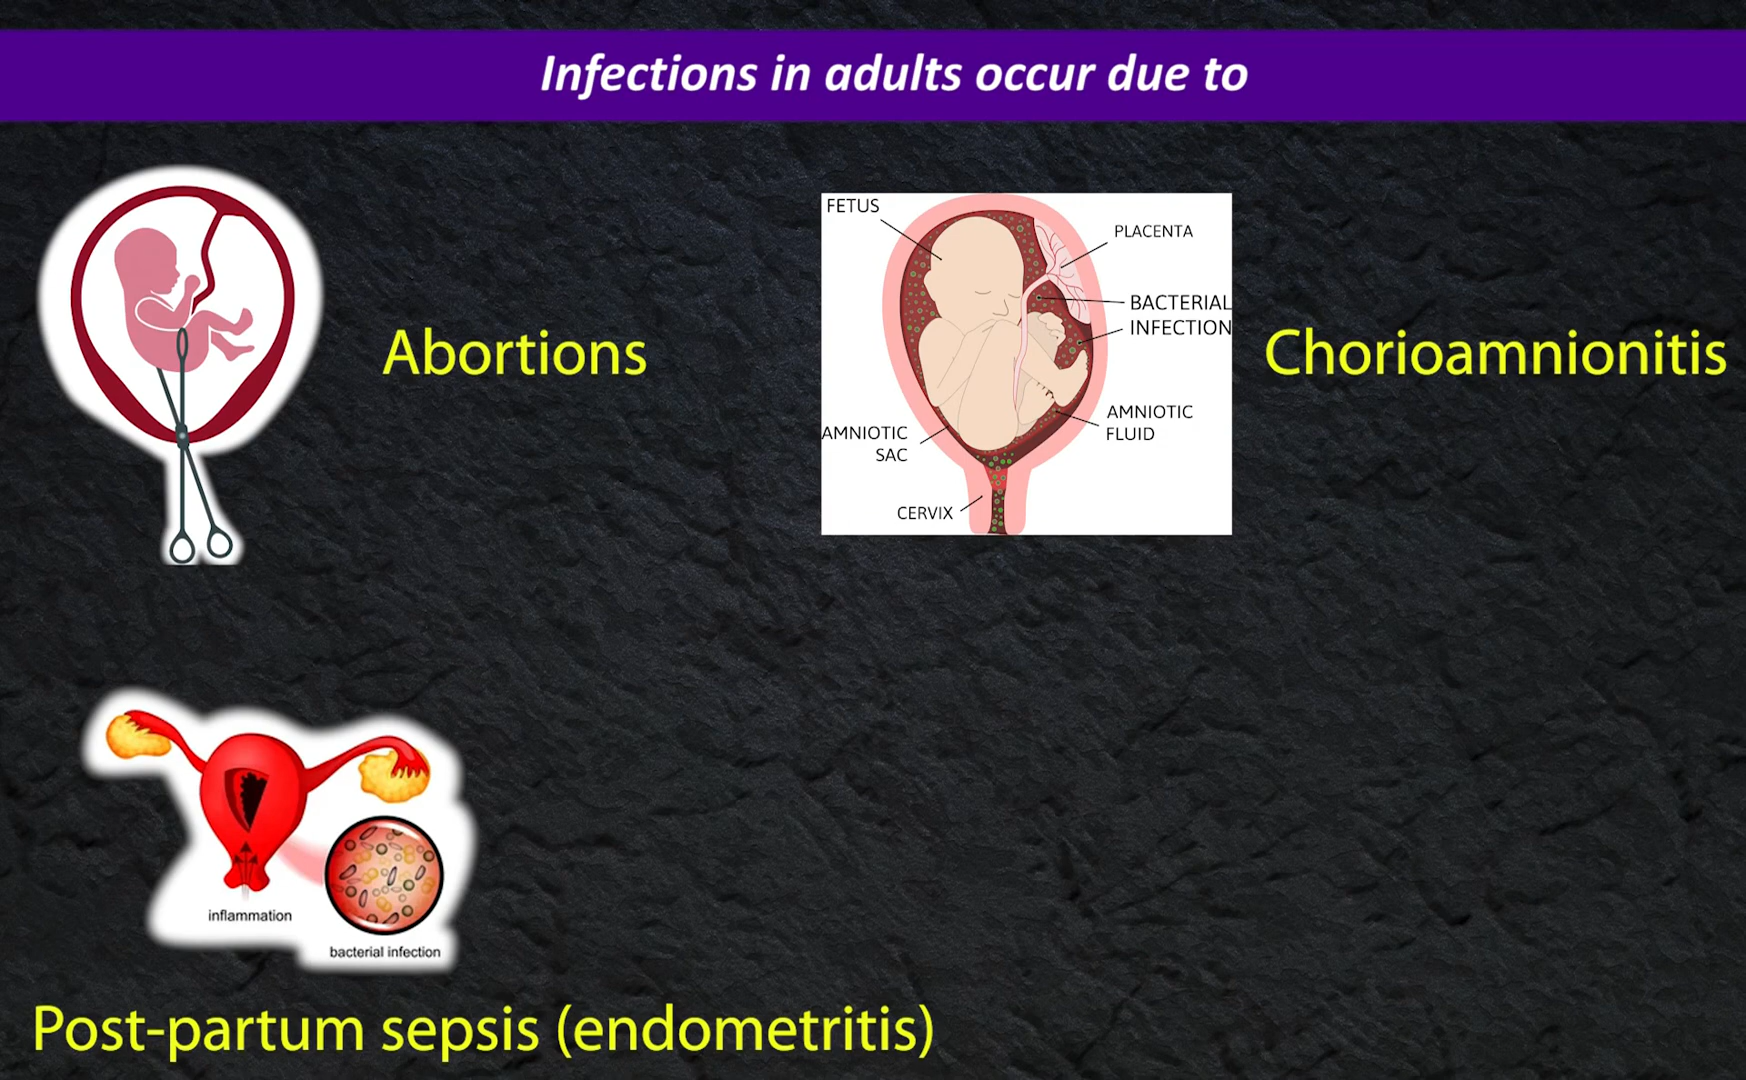 Infections in adults occur due to
Abortions
FETUS
PLACENTA
BACTERIAL
INFECTION
AMNIOTIC
FLUID
AMNIOTIC
SAC
CERVIX
Chorioamnionitis
inflammation
bacterial infection
Post-partum sepsis (endometritis)